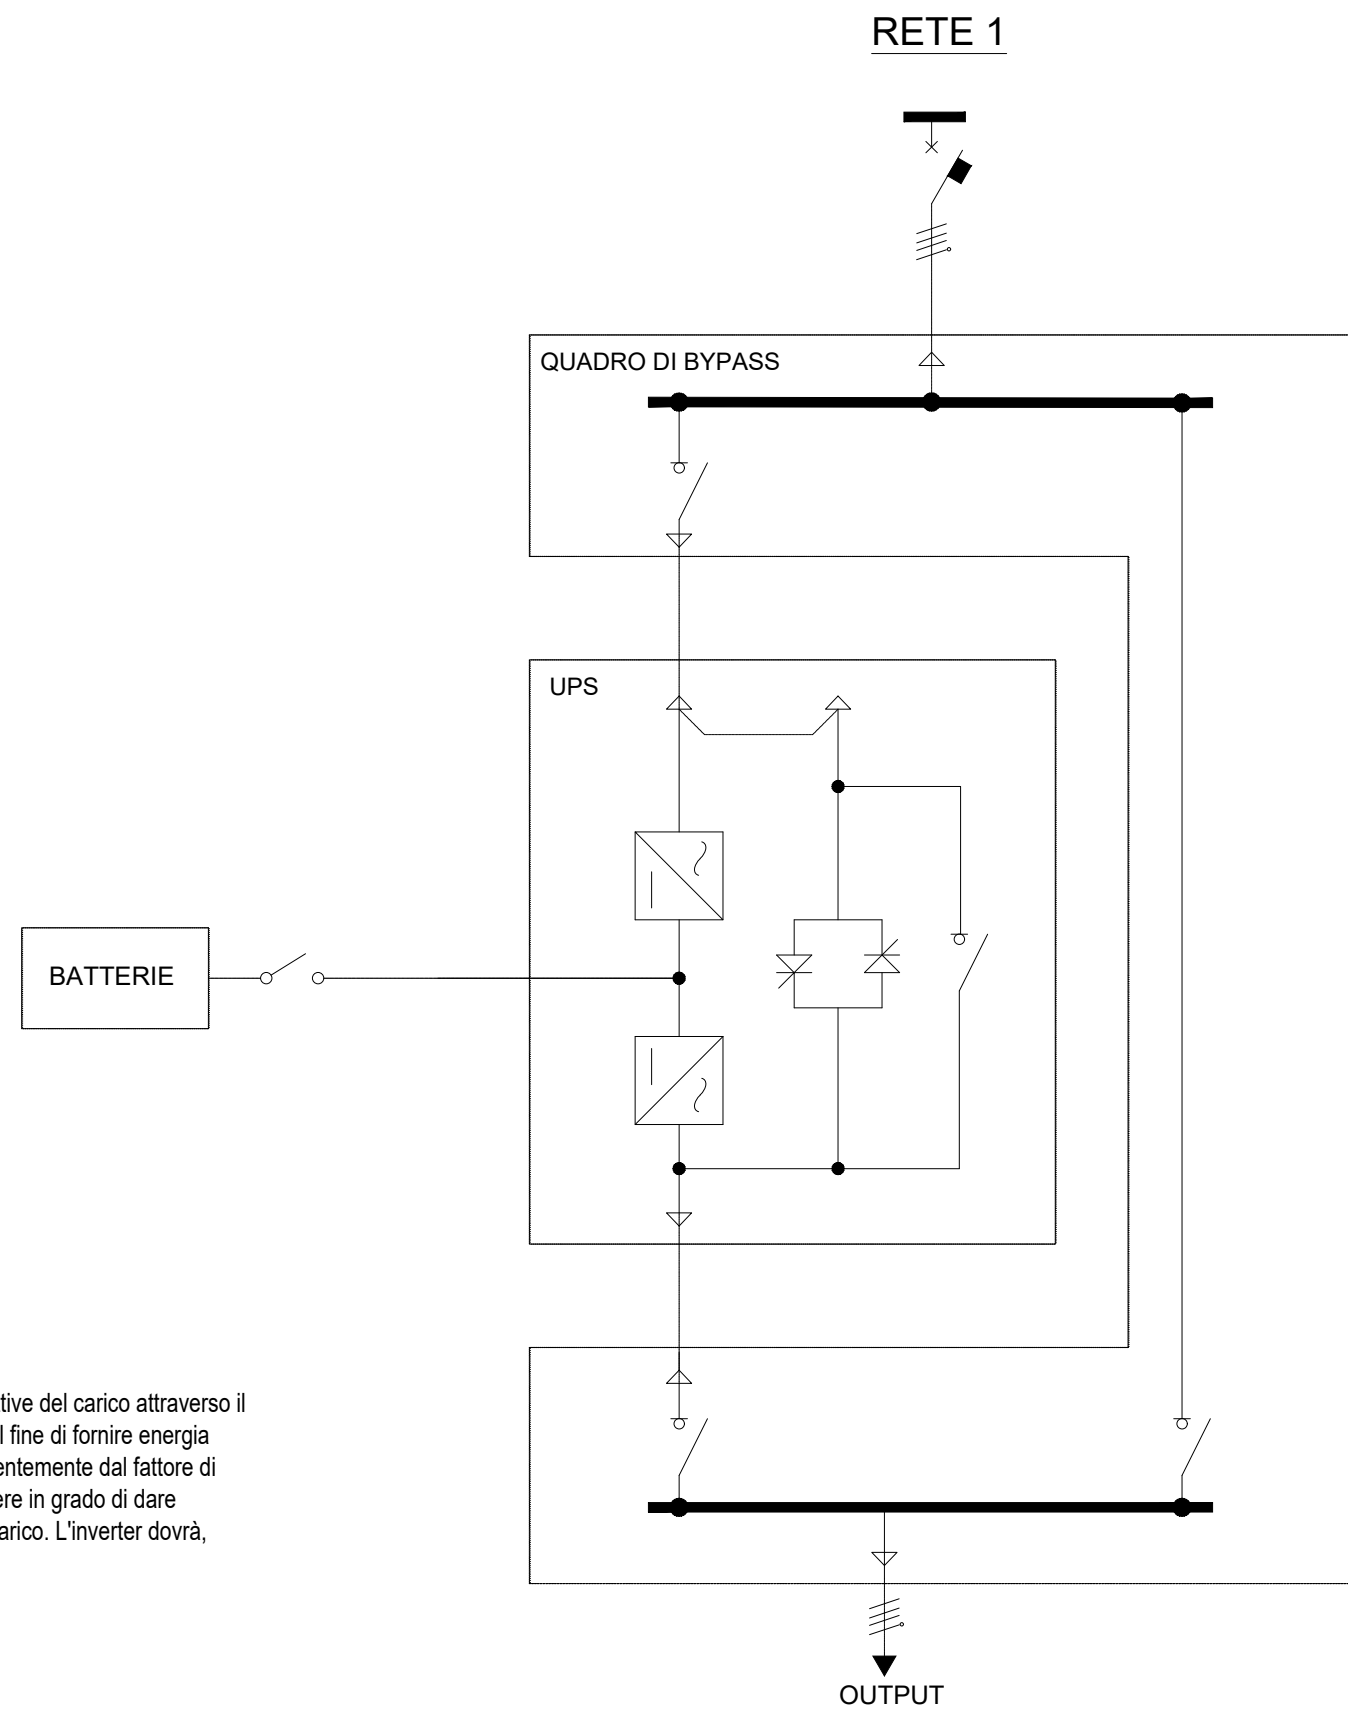 RETE 1
QUADRO DI BYPASS
UPS
BATTERIE
tive del carico attraverso il
l fine di fornire energia
entemente dal fattore di
ere in grado di dare
arico. L'inverter dovrà,
OUTPUT